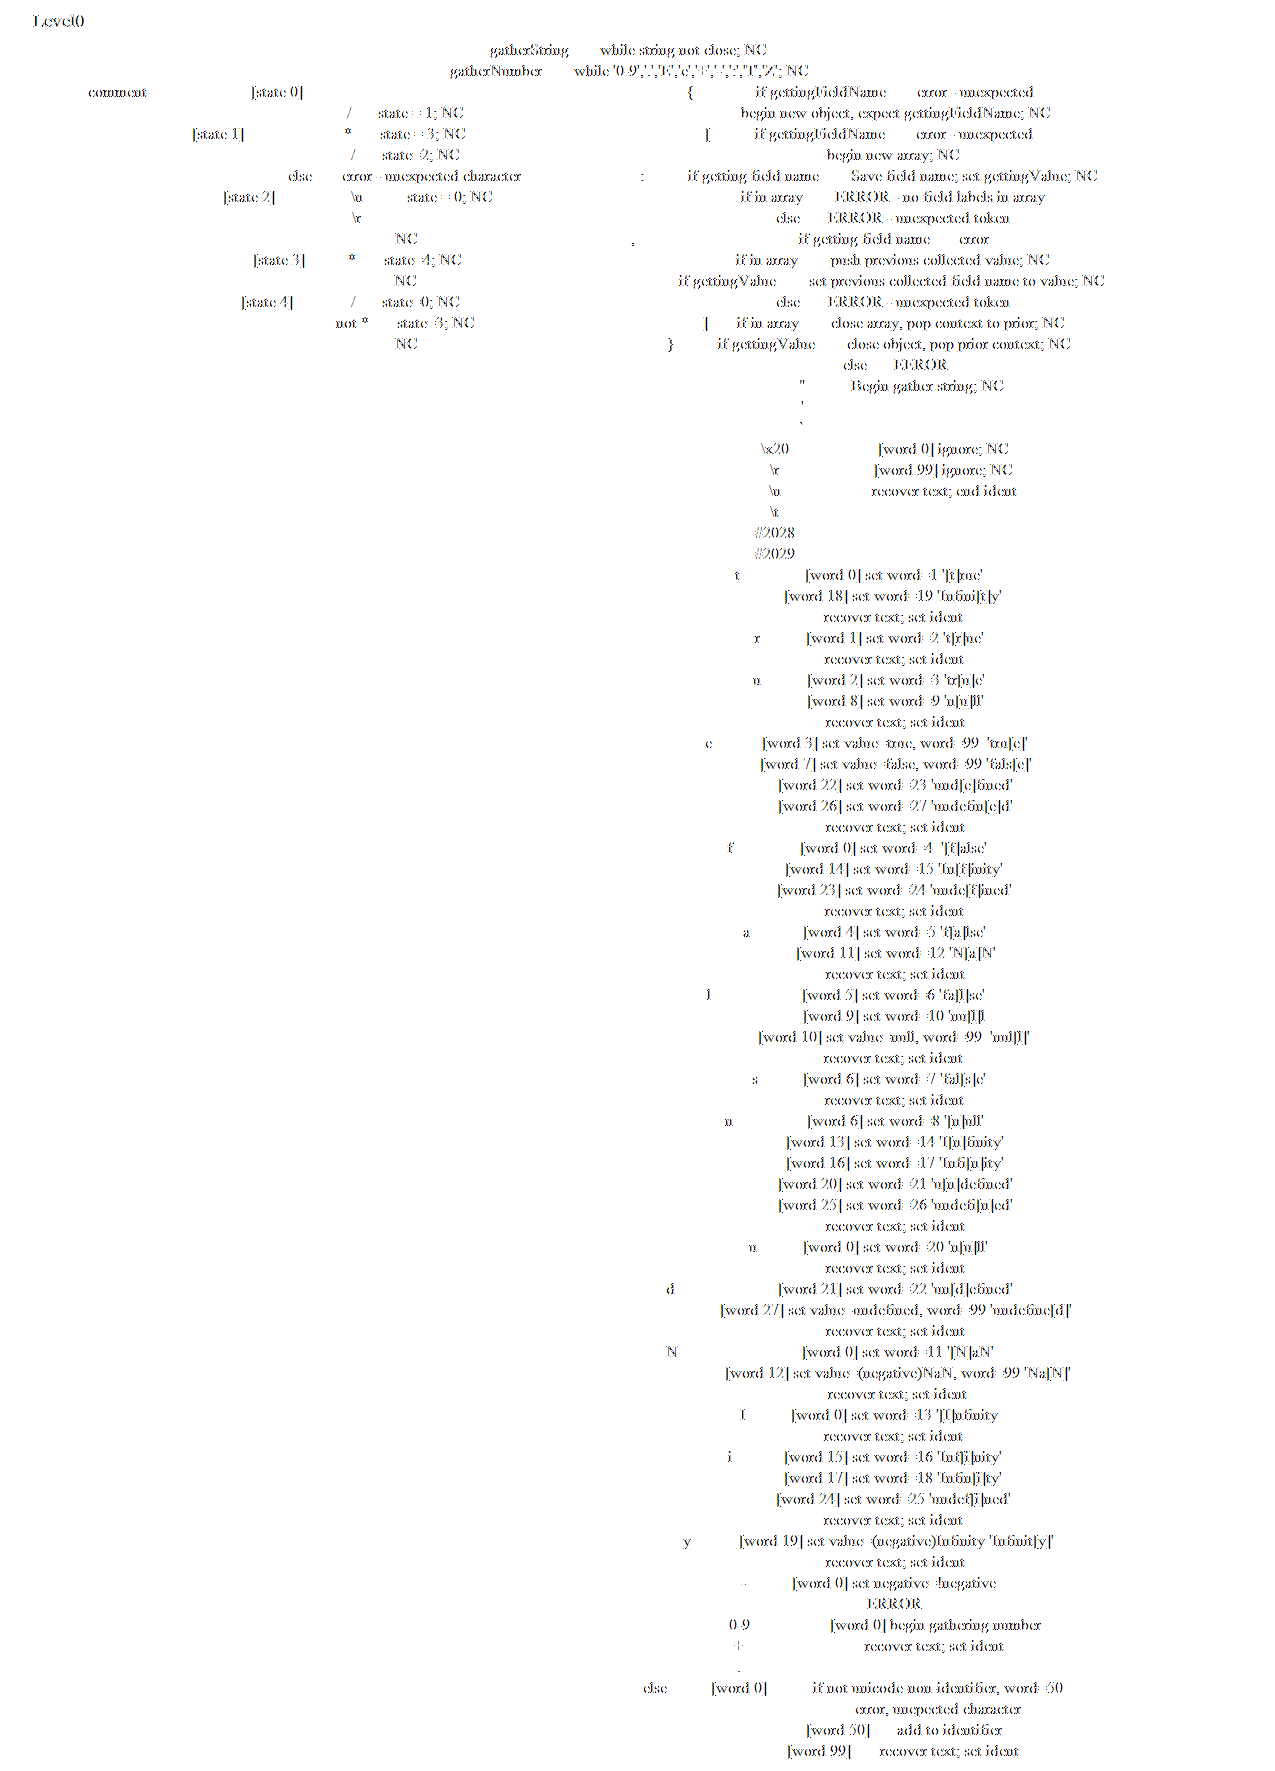 Level0
gatherString while string not close; NC
gatherNumber while '0-9','.','E','e','+','-',':','T','Z'; NC
comment [state 0] { if gettingFieldName error - unexpected
/ state = 1; NC begin new object, expect gettingFieldName; NC
[state 1] * state = 3; NC [ if gettingFieldName error - unexpected
/ state=2; NC begin new array; NC
else error - unexpected character : if getting field name Save field name; set gettingValue; NC
[state 2] \n state = 0; NC if in array ERROR - no field labels in array
\r else ERROR - unexpected token
NC , if getting field name error
[state 3] * state=4; NC if in array push previous collected value; NC
NC if gettingValue set previous collected field name to value; NC
[state 4] / state=0; NC else ERROR - unexpected token
not * state=3; NC ] if in array close array, pop context to prior; NC
NC } if gettingValue close object, pop prior context; NC
else ERROR
" Begin gather string; NC
'
`
\x20 [word 0] ignore; NC
\r [word 99] ignore; NC
\n recover text; end ident
\t
#2028
#2029
t [word 0] set word=1 '[t]rue'
[word 18] set word=19 'Infini[t]y'
recover text; set ident
r [word 1] set word=2 't[r]ue'
recover text; set ident
u [word 2] set word=3 'tr[u]e'
[word 8] set word=9 'n[u]ll'
recover text; set ident
e [word 3] set value=true, word=99 'tru[e]'
[word 7] set value=false, word=99 'fals[e]'
[word 22] set word=23 'und[e]fined'
[word 26] set word=27 'undefin[e]d'
recover text; set ident
f [word 0] set word=4 '[f]alse'
[word 14] set word=15 'In[f]inity'
[word 23] set word=24 'unde[f]ined'
recover text; set ident
a [word 4] set word=5 'f[a]lse'
[word 11] set word=12 'N[a]N'
recover text; set ident
l [word 5] set word=6 'fa[l]se'
[word 9] set word=10 'nu[l]l
[word 10] set value=null, word=99 'nul[l]'
recover text; set ident
s [word 6] set word=7 'fal[s]e'
recover text; set ident
n [word 6] set word=8 '[n]ull'
[word 13] set word=14 'I[n]finity'
[word 16] set word=17 'Infi[n]ity'
[word 20] set word=21 'u[n]defined'
[word 25] set word=26 'undefi[n]ed'
recover text; set ident
u [word 0] set word=20 'n[u]ll'
recover text; set ident
d [word 21] set word=22 'un[d]efined'
[word 27] set value=undefined, word=99 'undefine[d]'
recover text; set ident
N [word 0] set word=11 '[N]aN'
[word 12] set value=(negative)NaN, word=99 'Na[N]'
recover text; set ident
I [word 0] set word=13 '[I]nfinity
recover text; set ident
i [word 15] set word=16 'Inf[i]nity'
[word 17] set word=18 'Infin[i]ty'
[word 24] set word=25 'undef[i]ned'
recover text; set ident
y [word 19] set value=(negative)Infinity 'Infinit[y]'
recover text; set ident
- [word 0] set negative=!negative
ERROR
0-9 [word 0] begin gathering number
+ recover text; set ident
.
else [word 0] if not unicode non-identifier, word=50
error, unepected character
[word 50] add to identifier
[word 99] recover text; set ident